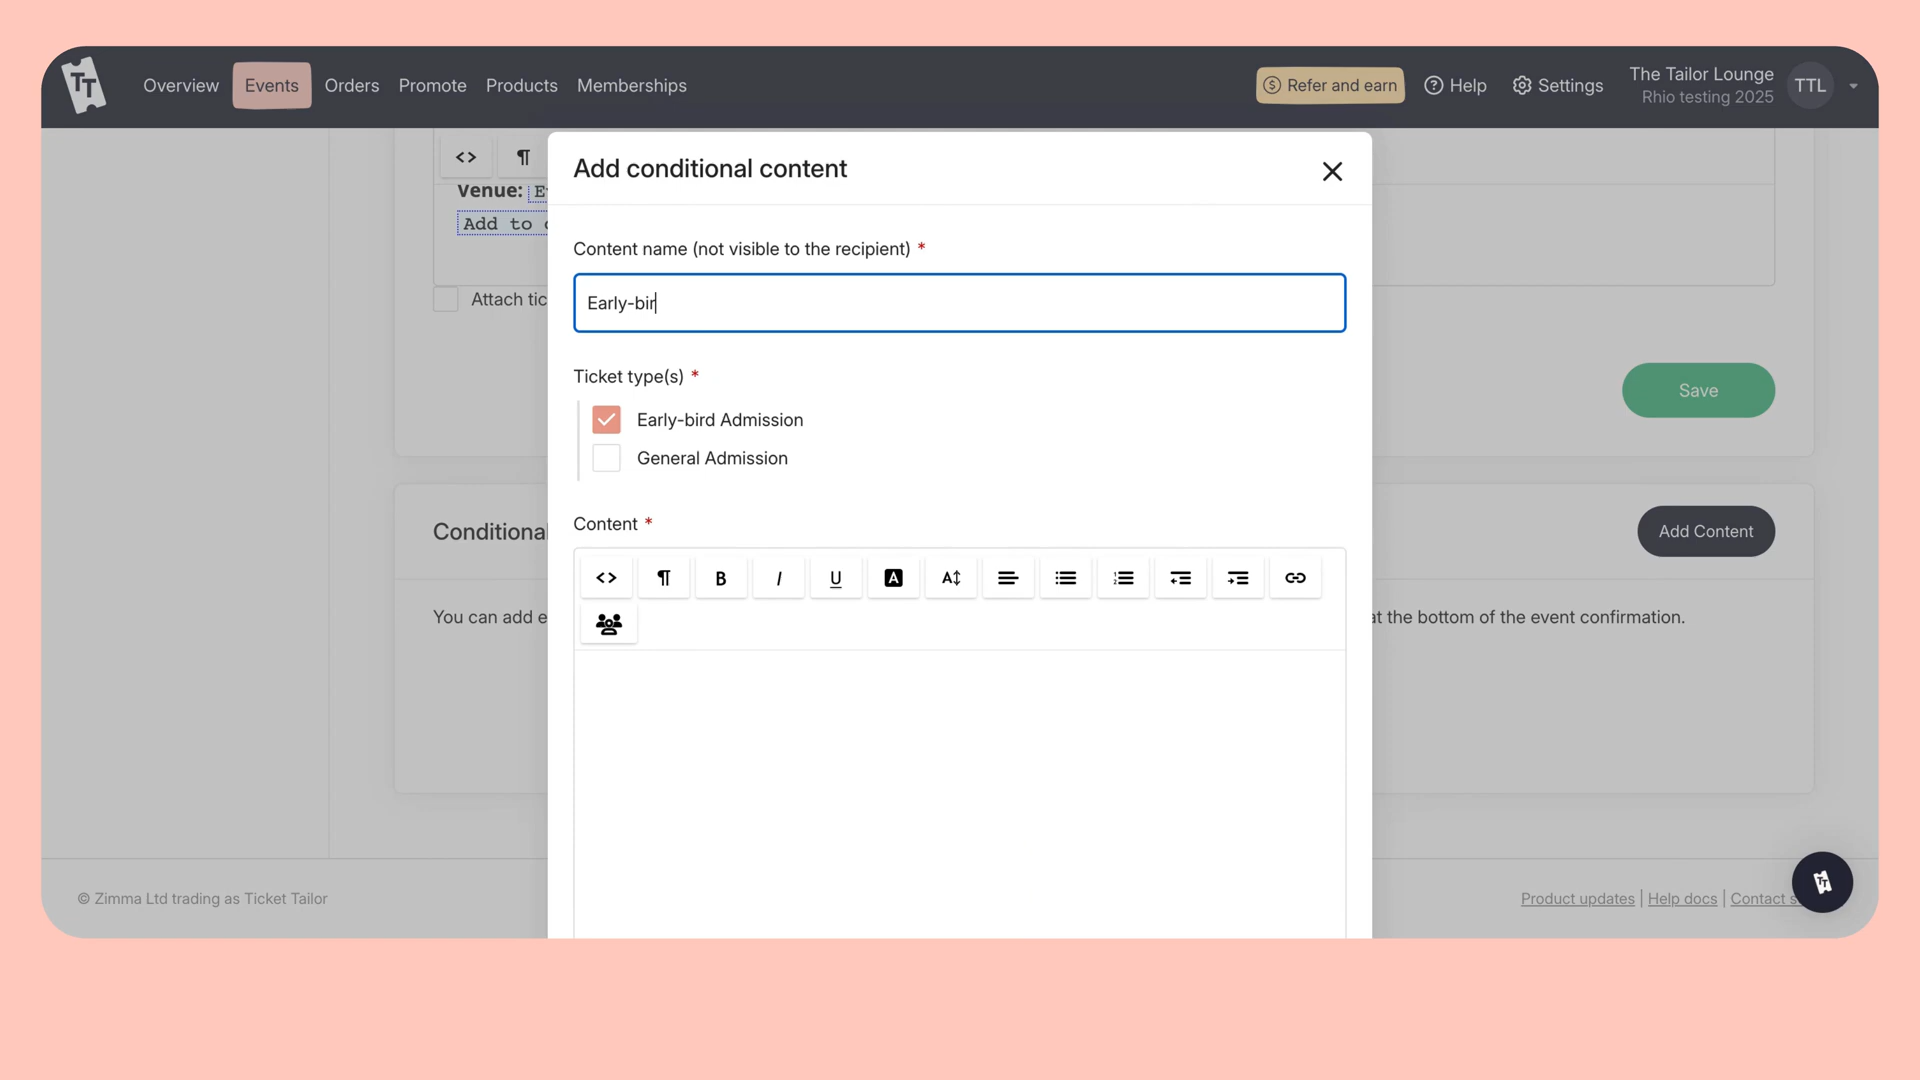 TT Overview Events Orders Promote Products Memberships Refer and earn Help Settings The Tailor Lounge TTL
Rhio testing 2025
Add conditional content
Venue: E
Add to
Content name (not visible to the recipient) *
Attach tic
Early-bir
Ticket type(s) *
Early-bird Admission
General Admission
Save
Conditional
Add Content
Content *
B I U A A
You can add e
at the bottom of the event confirmation.
© Zimma Ltd trading as Ticket Tailor
Product updates | Help docs | Contact s
TT